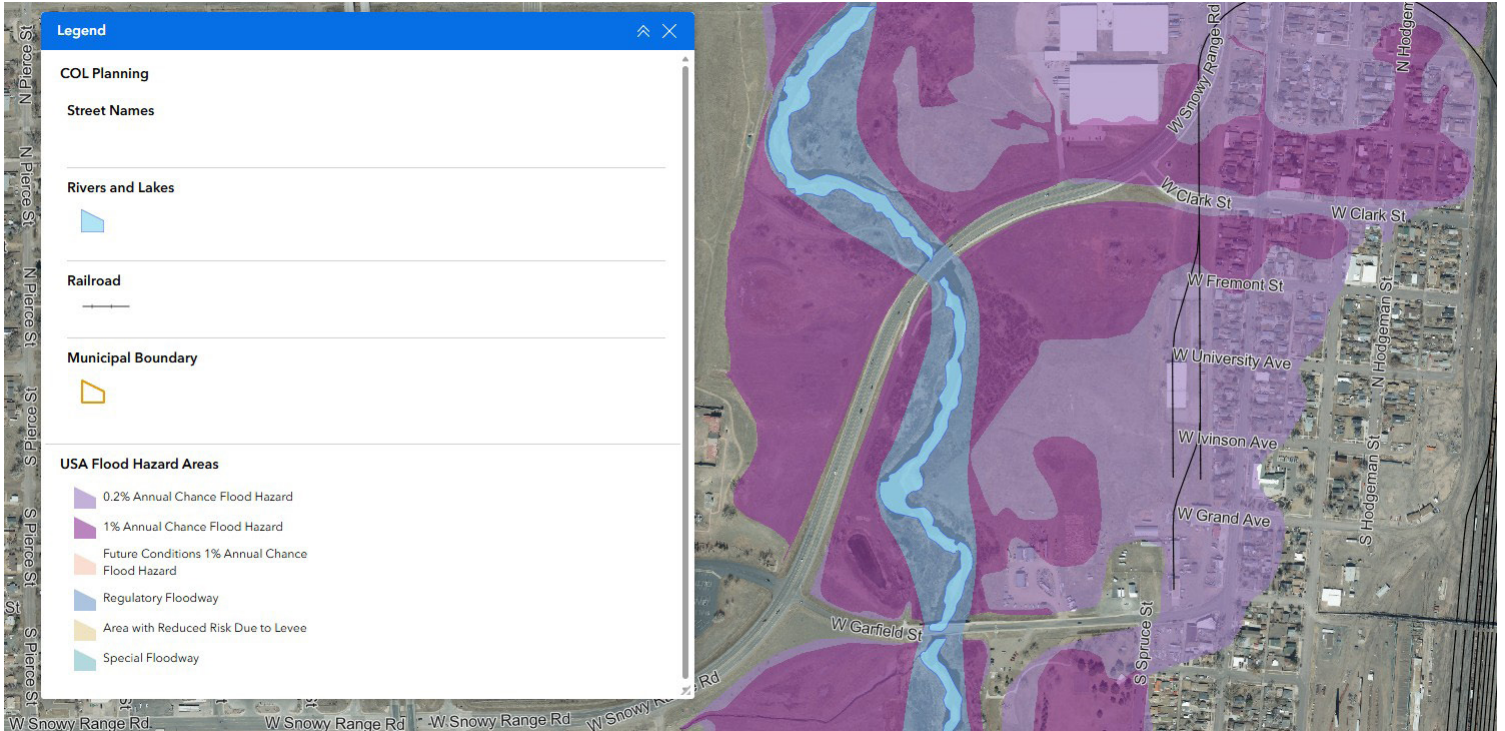 Legend
COL Planning
Street Names
Rivers and Lakes
Railroad
Municipal Boundary
USA Flood Hazard Areas
0.2% Annual Chance Flood Hazard
1% Annual Chance Flood Hazard
Future Conditions 1% Annual Chance
Flood Hazard
Regulatory Floodway
Area with Reduced Risk Due to Levee
Special Floodway
N Pierce St
N Pierce St
N Pierce St
S Pierce St
S Pierce St
S Pierce St
St
St
W Snowy Range Rd
W Snowy Range Rd
W Snowy Range Rd
W Snowy Range Rd
W Snowy Range Rd
N Hodgen
W Clark St
W Clark St
W Fremont St
N Hodgeman St
W University Ave
W Ivinson Ave
S Hodgeman St
W Grand Ave
W Garfield St
S Spruce St